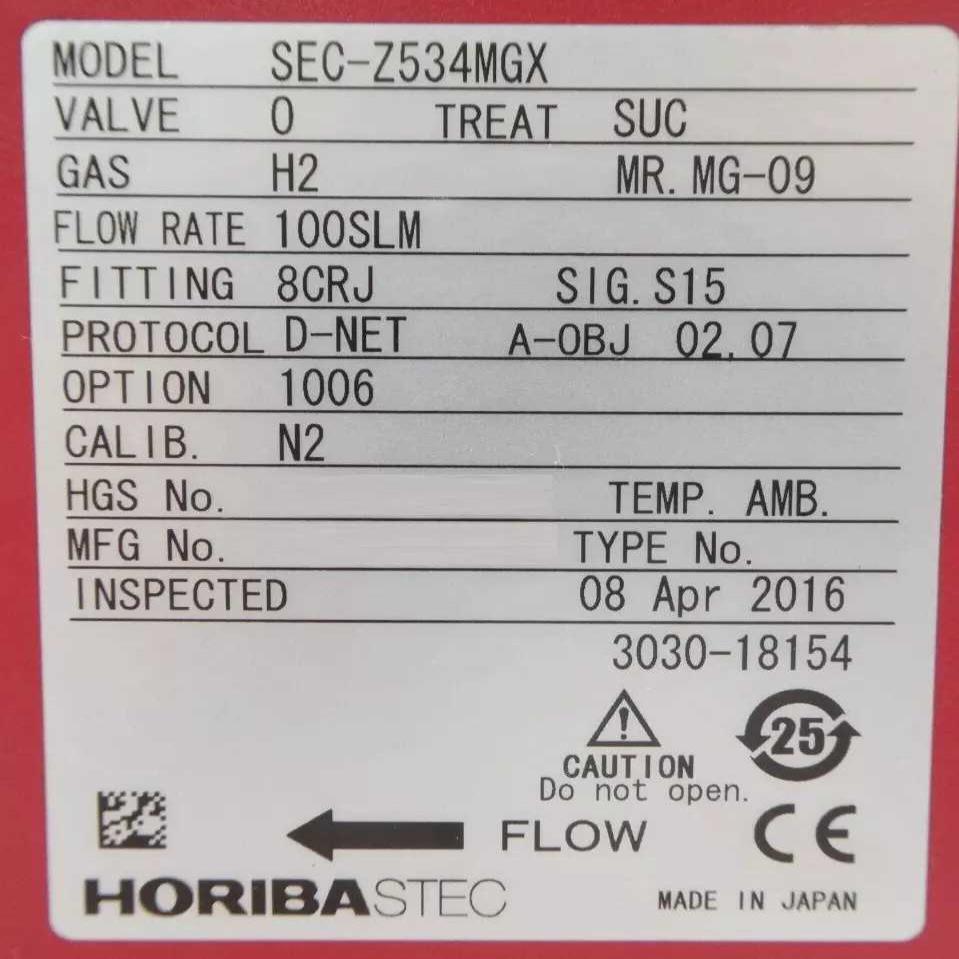 MODEL SEC-Z534MGX
VALVE O TREAT SUC
GAS H2 MR. MG-09
FLOW RATE 100SLM
FITTING 8CRJ SIG. S15
PROTOCOL D-NET A-OBJ 02, 07
OPTION 1006
CALIB. N2
HGS No. TEMP. AMB.
MFG No. TYPE No.
INSPECTED 08 Apr 2016
3030-18154
25
CAUTION
Do not open.
FLOW CE
HORIBASTEC MADE IN JAPAN